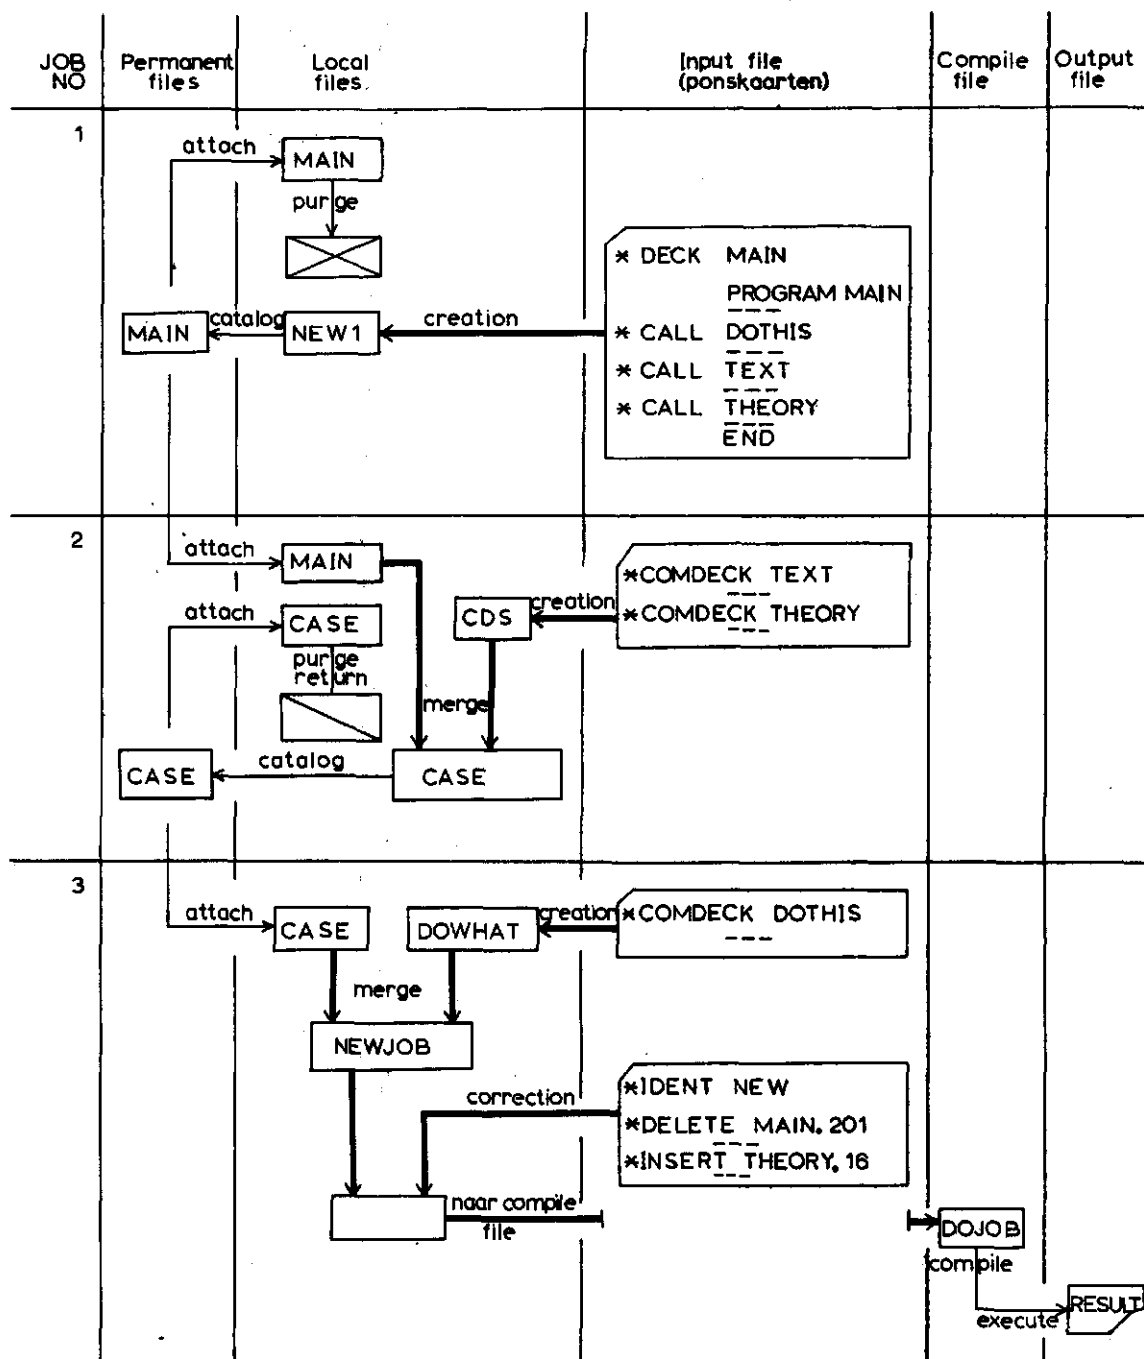 JOB NO
Permanent files
Local files
Input file (ponskaarten)
Compile file
Output file
1
attach
MAIN
purge
* DECK MAIN
PROGRAM MAIN
---
MAIN
catalog
NEW1
creation
* CALL DOTHIS
---
* CALL TEXT
---
* CALL THEORY
---
END
2
attach
MAIN
*COMDECK TEXT
---
attach
CASE
CDS
creation
*COMDECK THEORY
---
purge
return
merge
CASE
catalog
CASE
3
attach
CASE
DOWHAT
creation
*COMDECK DOTHIS
---
merge
NEWJOB
correction
*IDENT NEW
*DELETE MAIN.201
---
*INSERT THEORY.16
---
naar compile
file
DOJOB
compile
execute
RESULT